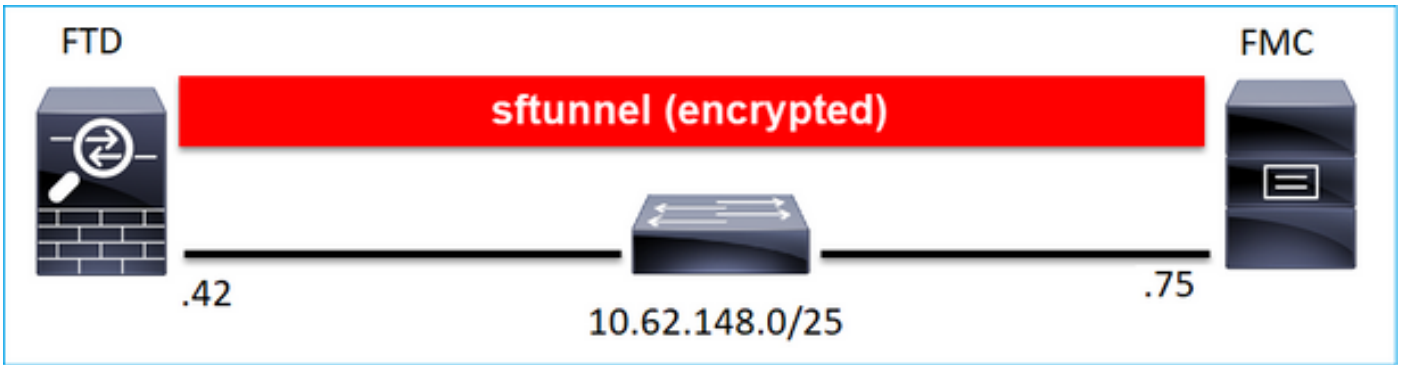 FTD
FMC
sftunnel (encrypted)
.42
.75
10.62.148.0/25